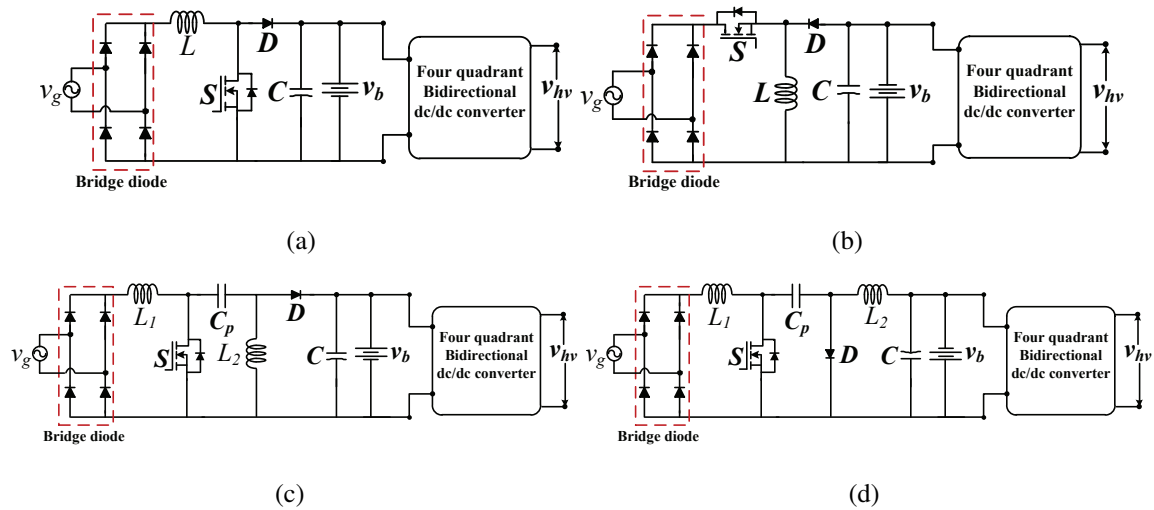 L
D
S
C
v_b
v_g
Four quadrant
Bidirectional
dc/dc converter
v_hv
Bridge diode
(a)
S
D
L
C
v_b
v_g
Four quadrant
Bidirectional
dc/dc converter
v_hv
Bridge diode
(b)
L_1
C_p
D
S
L_2
C
v_b
v_g
Four quadrant
Bidirectional
dc/dc converter
v_hv
Bridge diode
(c)
L_1
C_p
L_2
S
D
C
v_b
v_g
Four quadrant
Bidirectional
dc/dc converter
v_hv
Bridge diode
(d)